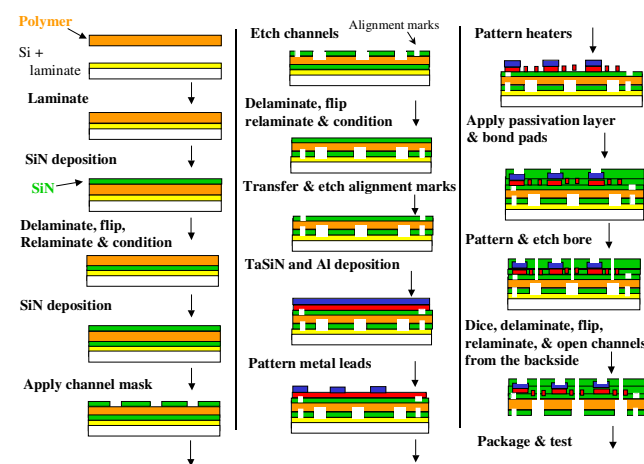 Polymer
Si +
laminate
Laminate
SiN deposition
SiN
Delaminate, flip,
Relaminate & condition
SiN deposition
Apply channel mask
Etch channels
Alignment marks
Delaminate, flip
relaminate & condition
Transfer & etch alignment marks
TaSiN and Al deposition
Pattern metal leads
Pattern heaters
Apply passivation layer
& bond pads
Pattern & etch bore
Dice, delaminate, flip,
relaminate, & open channels
from the backside
Package & test